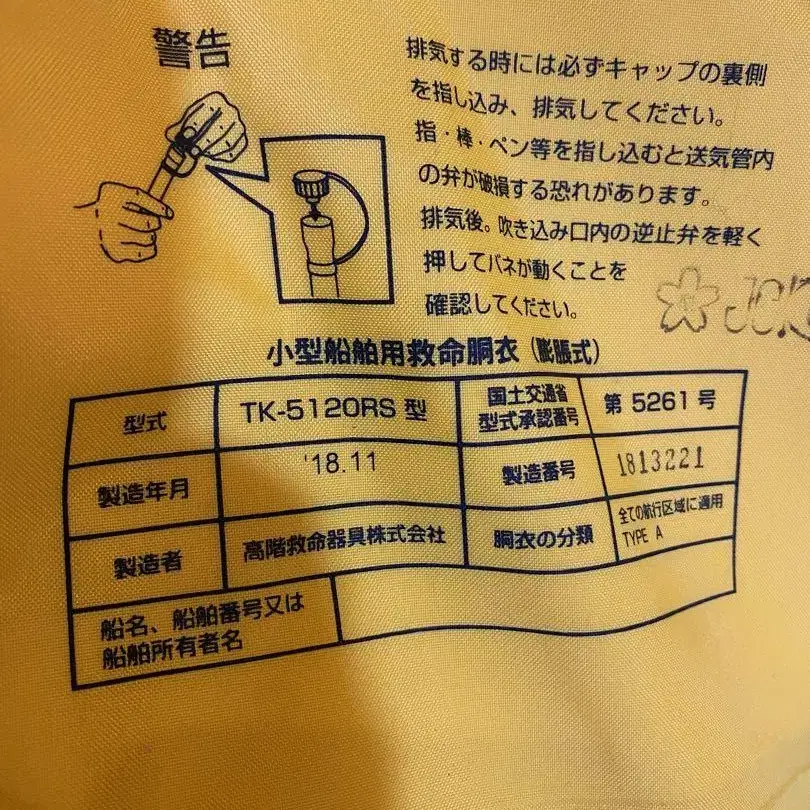 警告
排気する時には必ずキャップの裏側
を指し込み、排気してください。
指・棒・ペン等を指し込むと送気管内
の弁が破損する恐れがあります。
排気後。吹き込み口内の逆止弁を軽く
押してバネが動くことを
確認してください。
小型船舶用救命胴衣(膨脹式)
型式
TK-5120RS 型
国土交通省
型式承認番号
第 5261 号
製造年月
'18.11
製造番号
1813221
製造者
高階救命器具株式会社
胴衣の分類
全ての航行区域に適用
TYPE A
船名、船舶番号又は
船舶所有者名